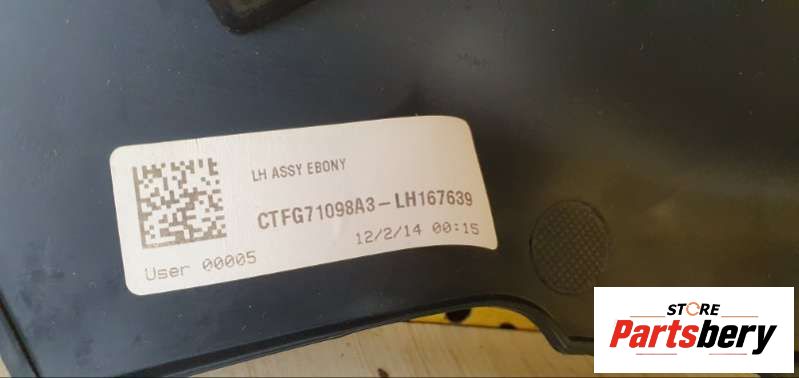 LH ASSY EBONY
CTFG71098A3-LH167639
12/2/14 00:15
User 00005
STORE
Partsbery